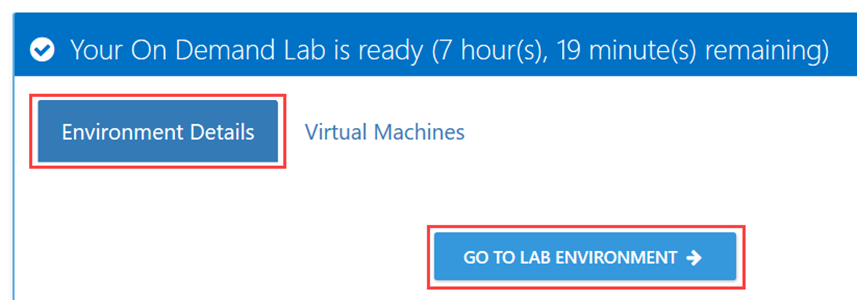 Your On Demand Lab is ready (7 hour(s), 19 minute(s) remaining)
Environment Details Virtual Machines
GO TO LAB ENVIRONMENT